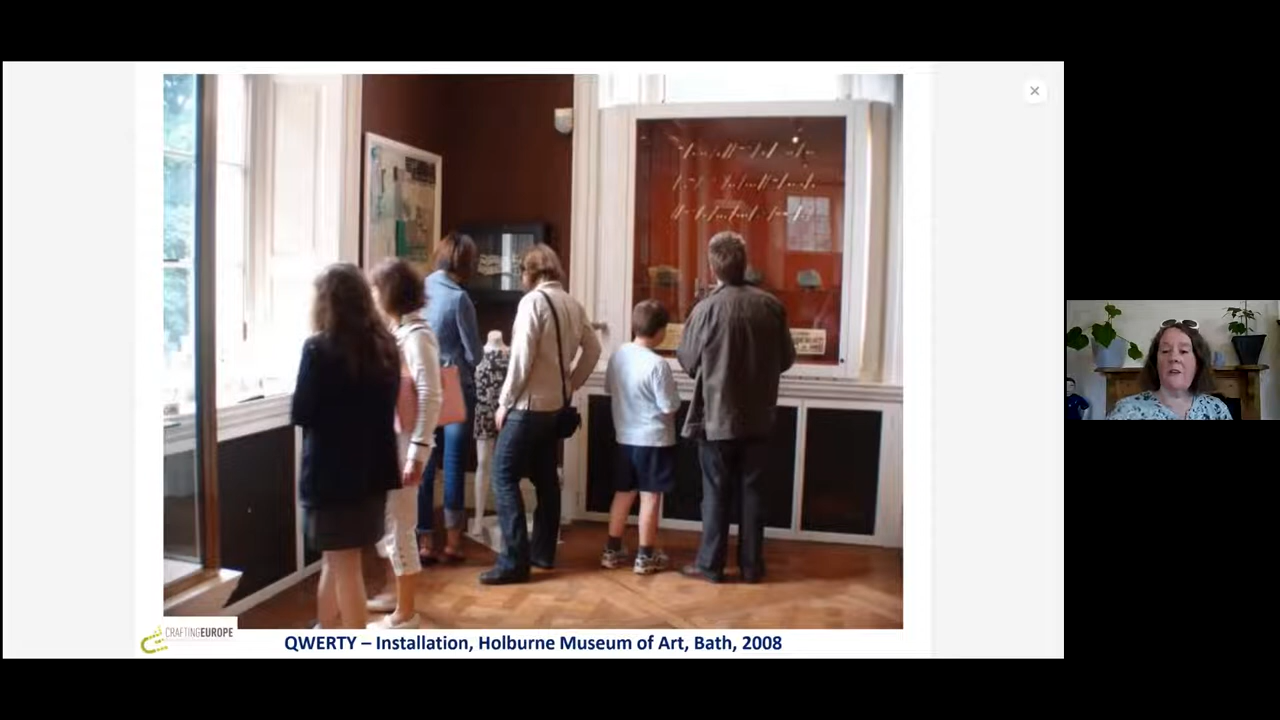 CRAFTINGEUROPE
QWERTY – Installation, Holburne Museum of Art, Bath, 2008